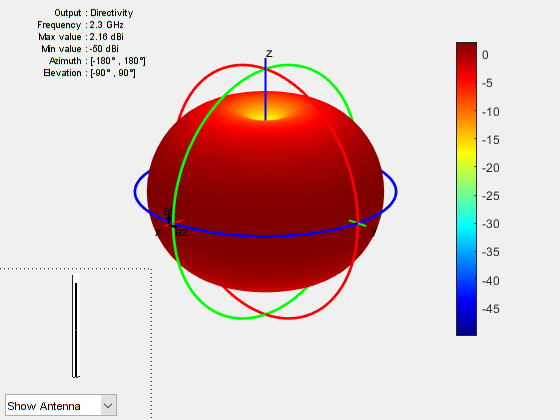 Output : Directivity
Frequency : 2.3 GHz
Max value : 2.16 dBi
Min value : -50 dBi
Azimuth : [-180° , 180°]
Elevation : [-90° , 90°]
z
x
az
y
0
-5
-10
-15
-20
-25
-30
-35
-40
-45
Show Antenna